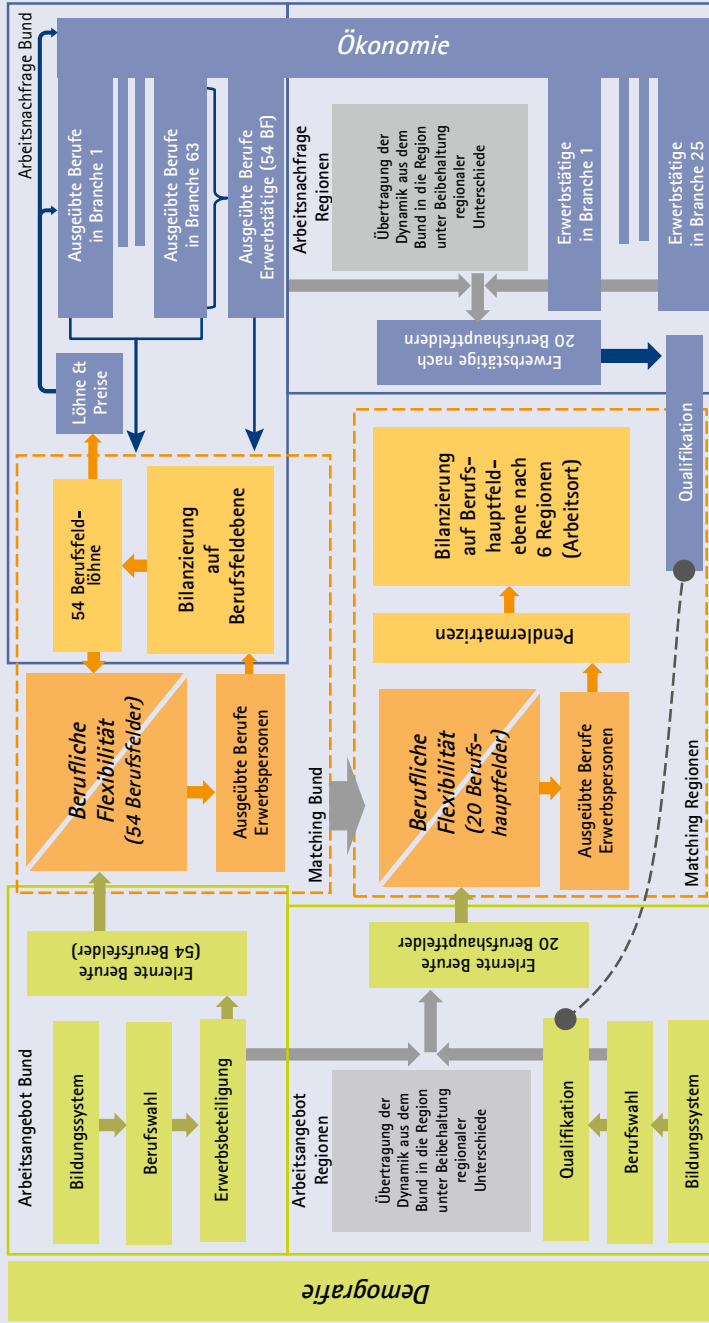 Demografie
Arbeitsangebot Bund
Bildungssystem
Berufswahl
Erwerbsbeteiligung
Erlernte Berufe
(54 Berufsfelder)
Arbeitsangebot
Regionen
Übertragung der
Dynamik aus dem
Bund in die Region
unter Beibehaltung
regionaler
Unterschiede
Qualifikation
Berufswahl
Bildungssystem
Erlernte Berufe
20 Berufshauptfelder
Berufliche
Flexibilität
(54 Berufsfelder)
Ausgeübte Berufe
Erwerbspersonen
54 Berufsfeld-
löhne
Bilanzierung
auf
Berufsfeldebene
Matching Bund
Berufliche
Flexibilität
(20 Berufs-
hauptfelder)
Ausgeübte Berufe
Erwerbspersonen
Pendlermatrizen
Bilanzierung
auf Berufs-
hauptfeld-
ebene nach
6 Regionen
(Arbeitsort)
Matching Regionen
Arbeitsnachfrage Bund
Löhne &
Preise
Ausgeübte Berufe
in Branche 1
Ausgeübte Berufe
in Branche 63
Ausgeübte Berufe
Erwerbstätige (54 BF)
Arbeitsnachfrage
Regionen
Übertragung der
Dynamik aus dem
Bund in die Region
unter Beibehaltung
regionaler
Unterschiede
Erwerbstätige nach
20 Berufshauptfeldern
Erwerbstätige
in Branche 1
Erwerbstätige
in Branche 25
Qualifikation
Ökonomie